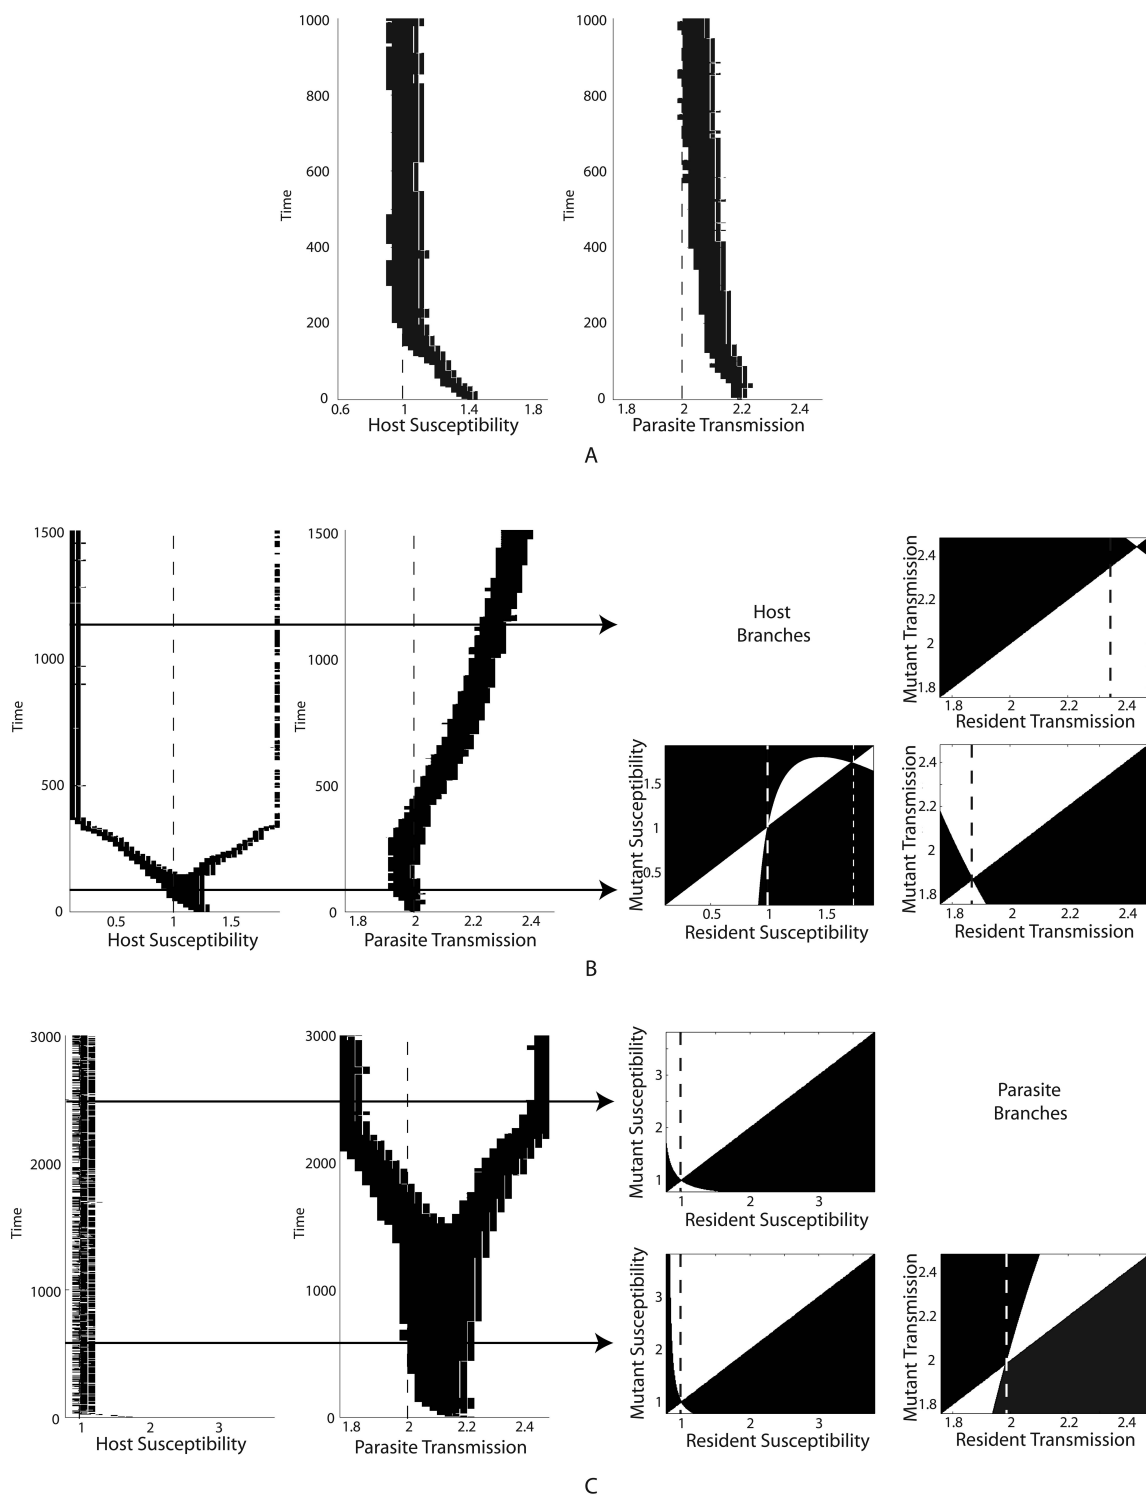 1000
800
600
400
200
0
Time
0.6 1 1.4 1.8
Host Susceptibility
1000
800
600
400
200
0
Time
1.8 2 2.2 2.4
Parasite Transmission
A
1500
1000
500
0
Time
0.5 1 1.5
Host Susceptibility
1500
1000
500
0
Time
1.8 2 2.2 2.4
Parasite Transmission
Host
Branches
Mutant Transmission
2.4
2.2
2
1.8
1.8 2 2.2 2.4
Resident Transmission
Mutant Susceptibility
1.5
1
0.5
0.5 1 1.5
Resident Susceptibility
Mutant Transmission
2.4
2.2
2
1.8
1.8 2 2.2 2.4
Resident Transmission
B
3000
2000
1000
0
Time
1 2 3
Host Susceptibility
3000
2000
1000
0
Time
1.8 2 2.2 2.4
Parasite Transmission
Mutant Susceptibility
3
2
1
1 2 3
Resident Susceptibility
Parasite
Branches
Mutant Susceptibility
3
2
1
1 2 3
Resident Susceptibility
Mutant Transmission
2.4
2.2
2
1.8
1.8 2 2.2 2.4
Resident Transmission
C